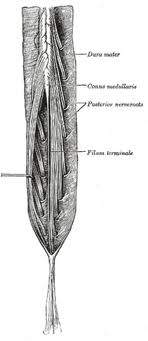 Dura mater
Conus medullaris
Posterior nerveroots
Filum terminale